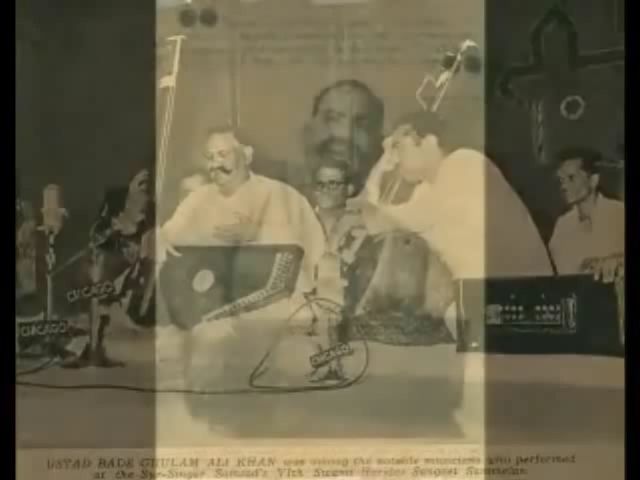 CHICAGO
CHICAGO
CHICAGO
USTAD BADE GHULAM ALI KHAN was among the notable musicians who performed
at the Sur-Singer Samsad's VIth Swami Haridas Sangeet Sammelan